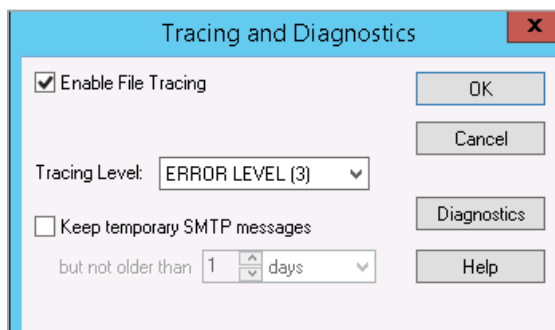 Tracing and Diagnostics
x
Enable File Tracing
OK
Cancel
Tracing Level: ERROR LEVEL (3)
Keep temporary SMTP messages
Diagnostics
but not older than 1 days
Help